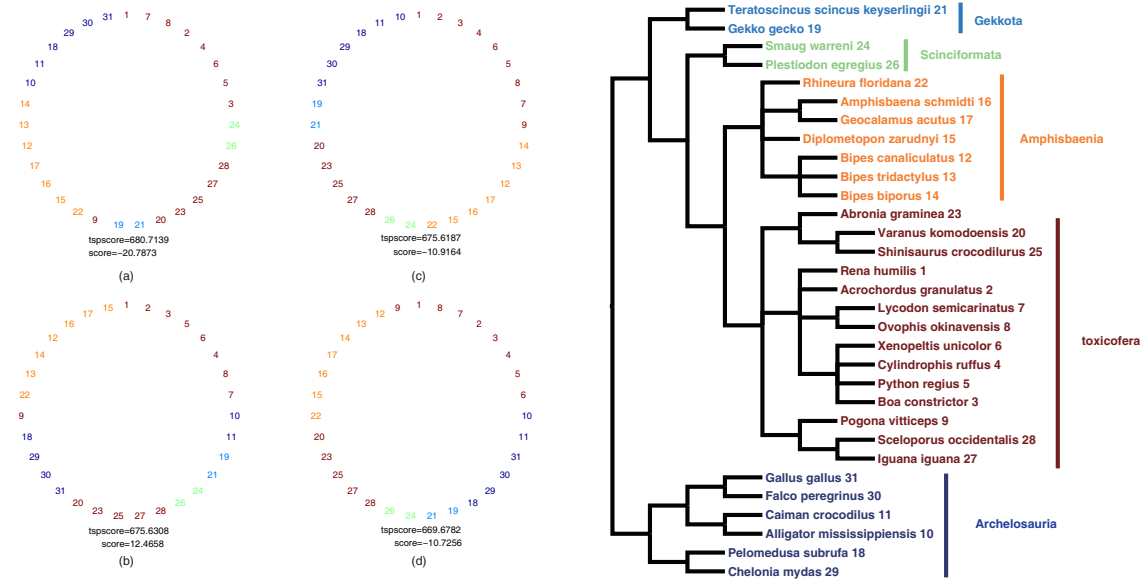 1 7 8 2 4 6 5 3 24 26 28 27 25 23 20 21 19 9 22 15 16 17 12 13 14 10 11 18 29 30 31
tspscore=680.7139
score=−20.7873
(a)
1 2 3 4 6 5 8 7 9 14 13 12 17 16 15 22 24 26 28 27 25 23 20 21 19 31 30 29 18 11 10
tspscore=675.6187
score=−10.9164
(c)
1 2 3 5 6 4 8 7 10 11 19 21 24 26 28 27 25 23 20 31 30 29 18 9 22 13 14 12 16 17 15
tspscore=675.6308
score=12.4658
(b)
1 8 7 2 3 4 5 6 10 11 31 30 29 18 19 21 24 26 28 27 25 23 20 22 15 16 17 14 13 12 9
tspscore=669.6782
score=−10.7256
(d)
Teratoscincus scincus keyserlingii 21
Gekko gecko 19
Gekkota
Smaug warreni 24
Plestiodon egregius 26
Scinciformata
Rhineura floridana 22
Amphisbaena schmidti 16
Geocalamus acutus 17
Diplometopon zarudnyi 15
Bipes canaliculatus 12
Bipes tridactylus 13
Bipes biporus 14
Amphisbaenia
Abronia graminea 23
Varanus komodoensis 20
Shinisaurus crocodilurus 25
Rena humilis 1
Acrochordus granulatus 2
Lycodon semicarinatus 7
Ovophis okinavensis 8
Xenopeltis unicolor 6
Cylindrophis ruffus 4
Python regius 5
Boa constrictor 3
Pogona vitticeps 9
Sceloporus occidentalis 28
Iguana iguana 27
toxicofera
Gallus gallus 31
Falco peregrinus 30
Caiman crocodilus 11
Alligator mississippiensis 10
Pelomedusa subrufa 18
Chelonia mydas 29
Archelosauria